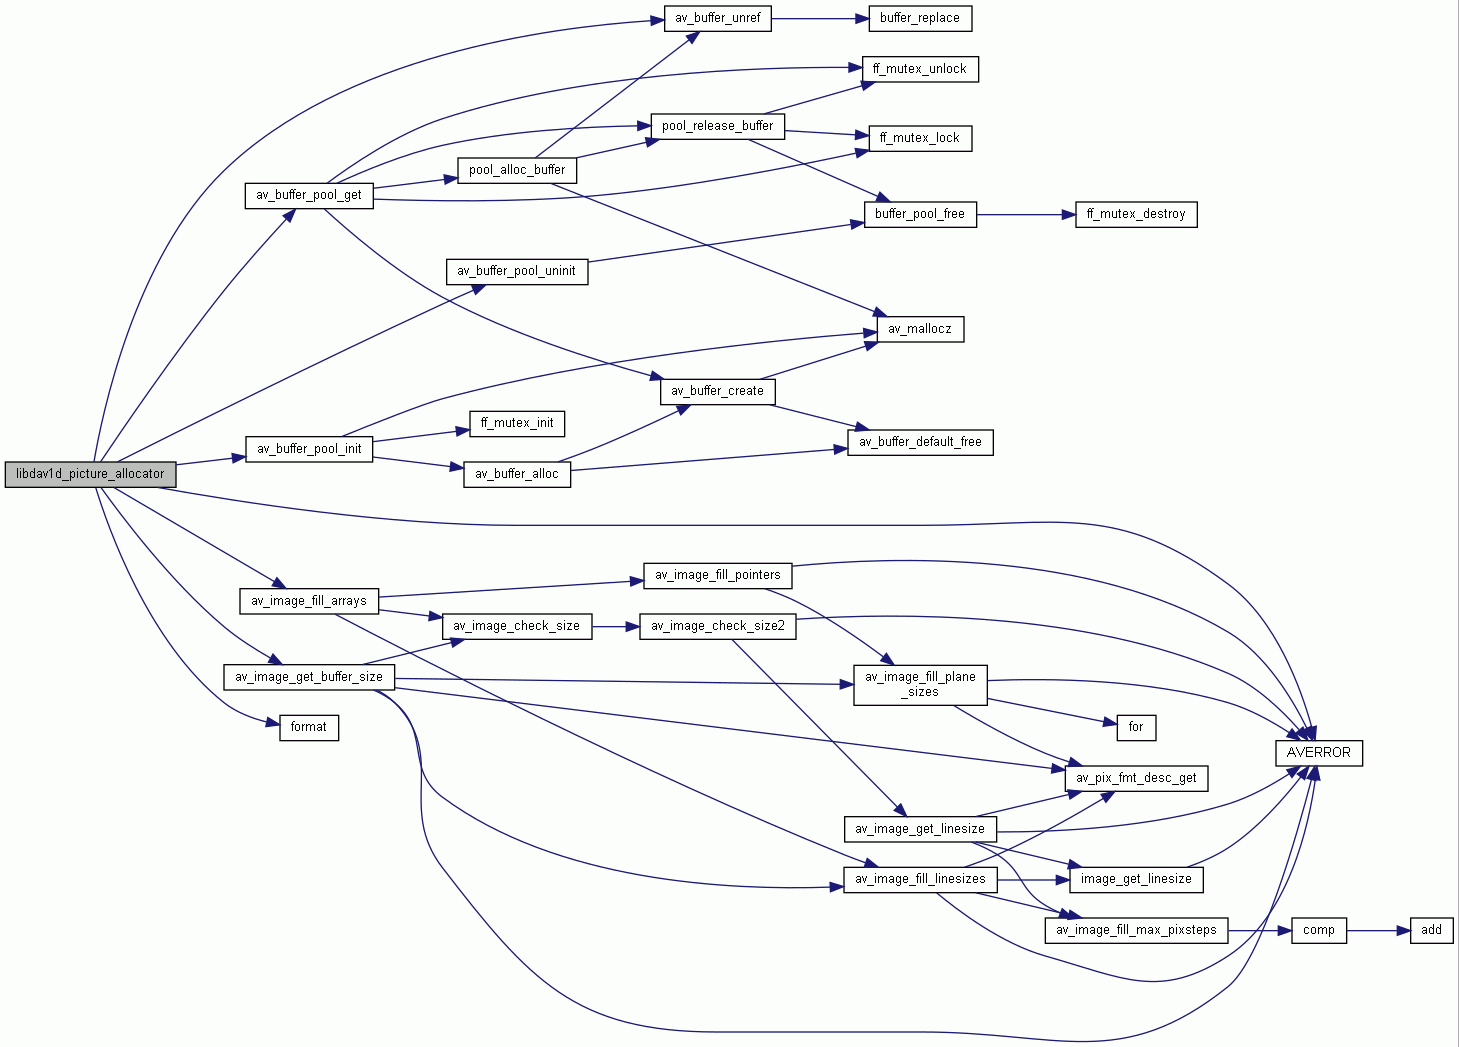 av_buffer_unref
buffer_replace
ff_mutex_unlock
pool_release_buffer
ff_mutex_lock
pool_alloc_buffer
av_buffer_pool_get
buffer_pool_free
ff_mutex_destroy
av_buffer_pool_uninit
av_mallocz
av_buffer_create
ff_mutex_init
av_buffer_default_free
av_buffer_pool_init
av_buffer_alloc
libdav1d_picture_allocator
av_image_fill_pointers
av_image_fill_arrays
av_image_check_size
av_image_check_size2
av_image_get_buffer_size
av_image_fill_plane
_sizes
format
for
AVERROR
av_pix_fmt_desc_get
av_image_get_linesize
av_image_fill_linesizes
image_get_linesize
av_image_fill_max_pixsteps
comp
add